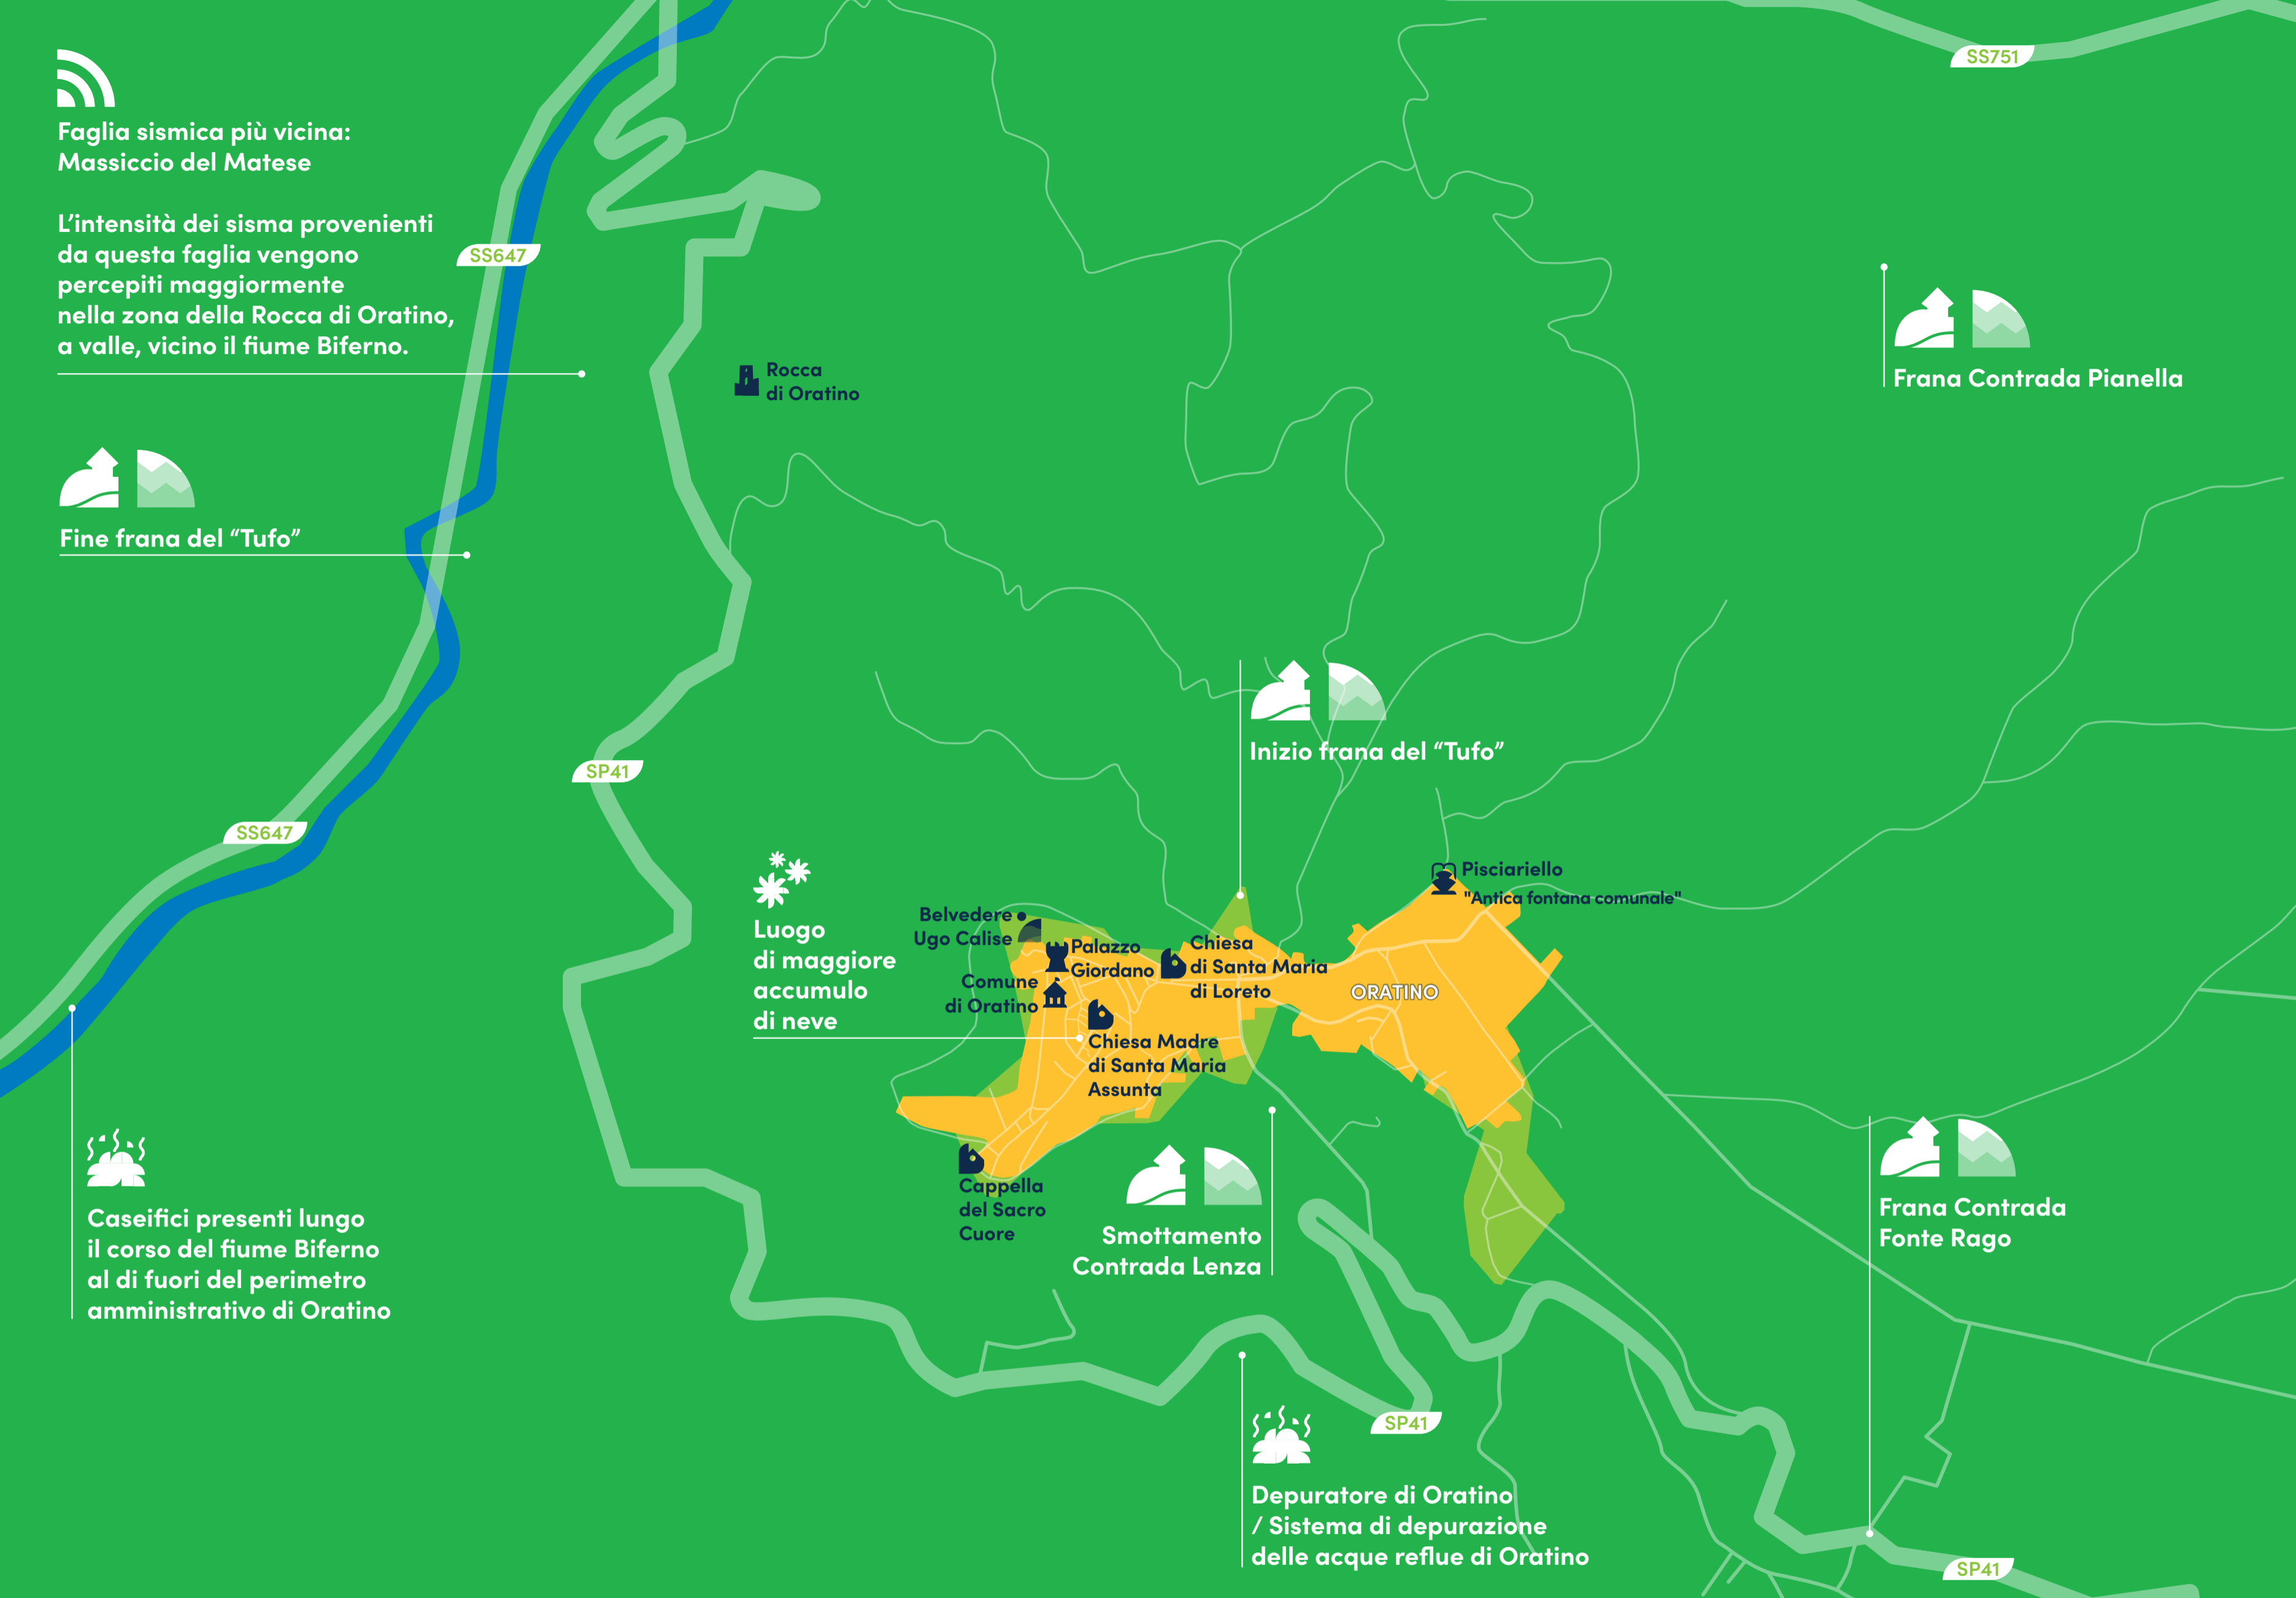 SS751
Faglia sismica più vicina:
Massiccio del Matese
L’intensità dei sisma provenienti
da questa faglia vengono
percepiti maggiormente
nella zona della Rocca di Oratino,
a valle, vicino il fiume Biferno.
SS647
Rocca
di Oratino
Frana Contrada Pianella
Fine frana del “Tufo”
Inizio frana del “Tufo”
SP41
SS647
Luogo
di maggiore
accumulo
di neve
Belvedere
Ugo Calise
Palazzo
Giordano
Comune
di Oratino
Chiesa
di Santa Maria
di Loreto
Chiesa Madre
di Santa Maria
Assunta
Pisciariello
"Antica fontana comunale"
ORATINO
Cappella
del Sacro
Cuore
Smottamento
Contrada Lenza
Frana Contrada
Fonte Rago
Caseifici presenti lungo
il corso del fiume Biferno
al di fuori del perimetro
amministrativo di Oratino
SP41
Depuratore di Oratino
/ Sistema di depurazione
delle acque reflue di Oratino
SP41